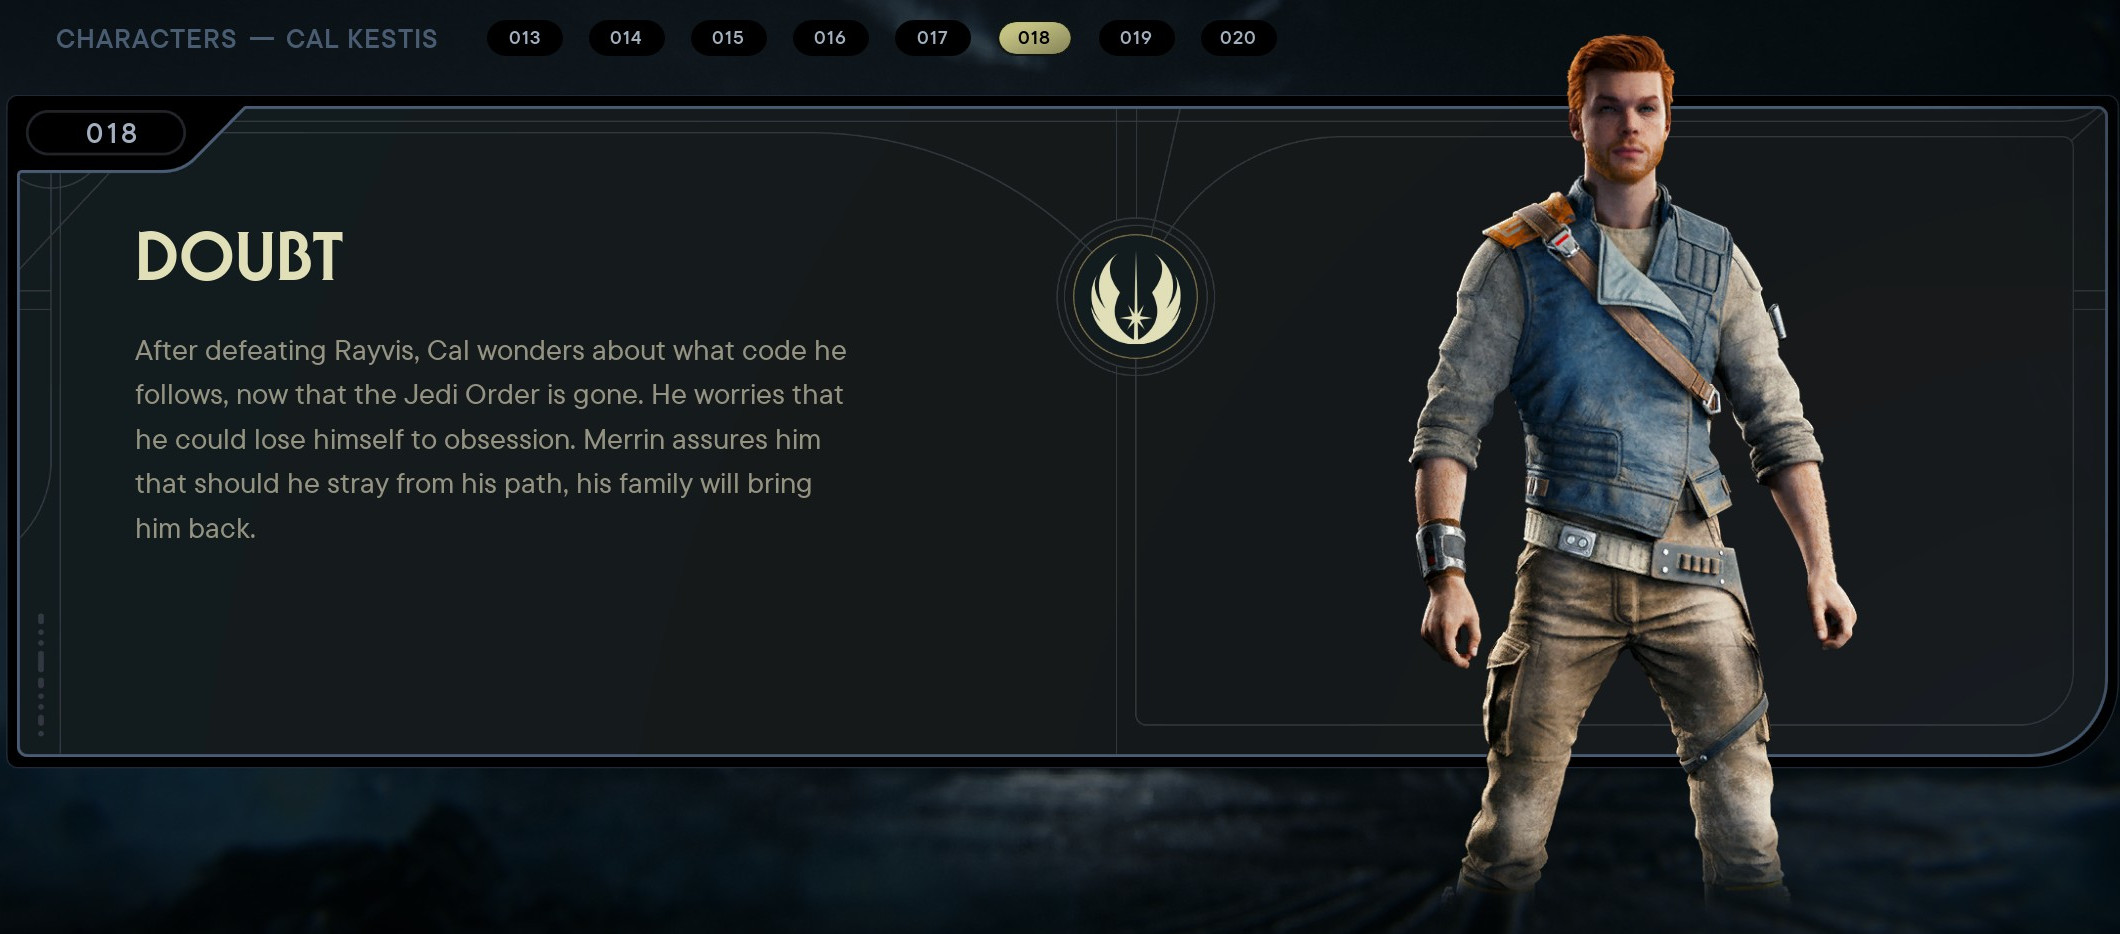 CHARACTERS — CAL KESTIS 013 014 015 016 017 018 019 020
018
DOUBT
After defeating Rayvis, Cal wonders about what code he
follows, now that the Jedi Order is gone. He worries that
he could lose himself to obsession. Merrin assures him
that should he stray from his path, his family will bring
him back.